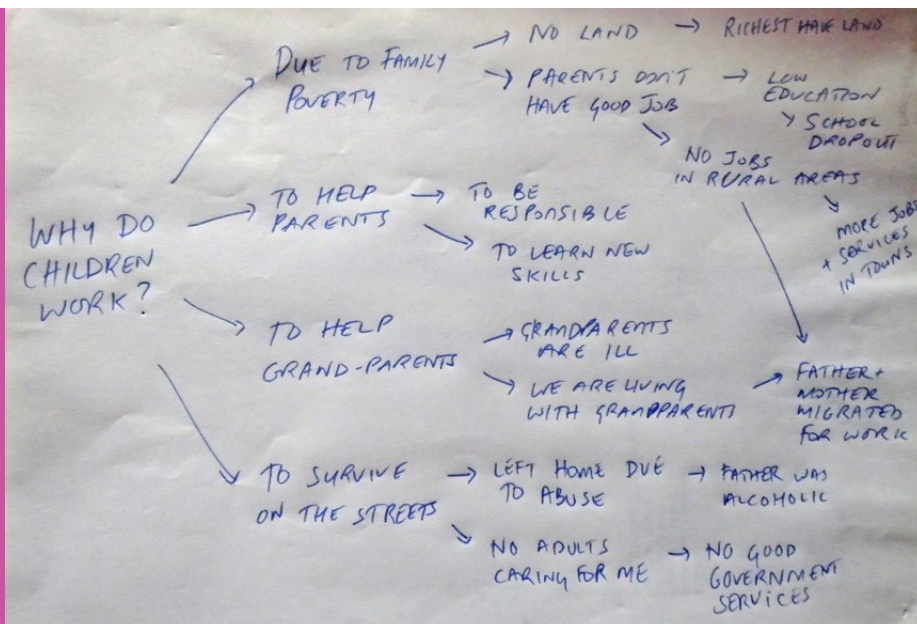 WHY DO
CHILDREN
WORK?
DUE TO FAMILY
POVERTY
NO LAND
RICHEST HAVE LAND
PARENTS DON'T
HAVE GOOD JOB
LOW
EDUCATION
SCHOOL
DROPOUT
NO JOBS
IN RURAL AREAS
MORE JOBS
+ SERVICES
IN TOWNS
TO HELP
PARENTS
TO BE
RESPONSIBLE
TO LEARN NEW
SKILLS
TO HELP
GRAND-PARENTS
GRANDPARENTS
ARE ILL
WE ARE LIVING
WITH GRANDPARENTS
FATHER +
MOTHER
MIGRATED
FOR WORK
TO SURVIVE
ON THE STREETS
LEFT HOME DUE
TO ABUSE
FATHER WAS
ALCOHOLIC
NO ADULTS
CARING FOR ME
NO GOOD
GOVERNMENT
SERVICES